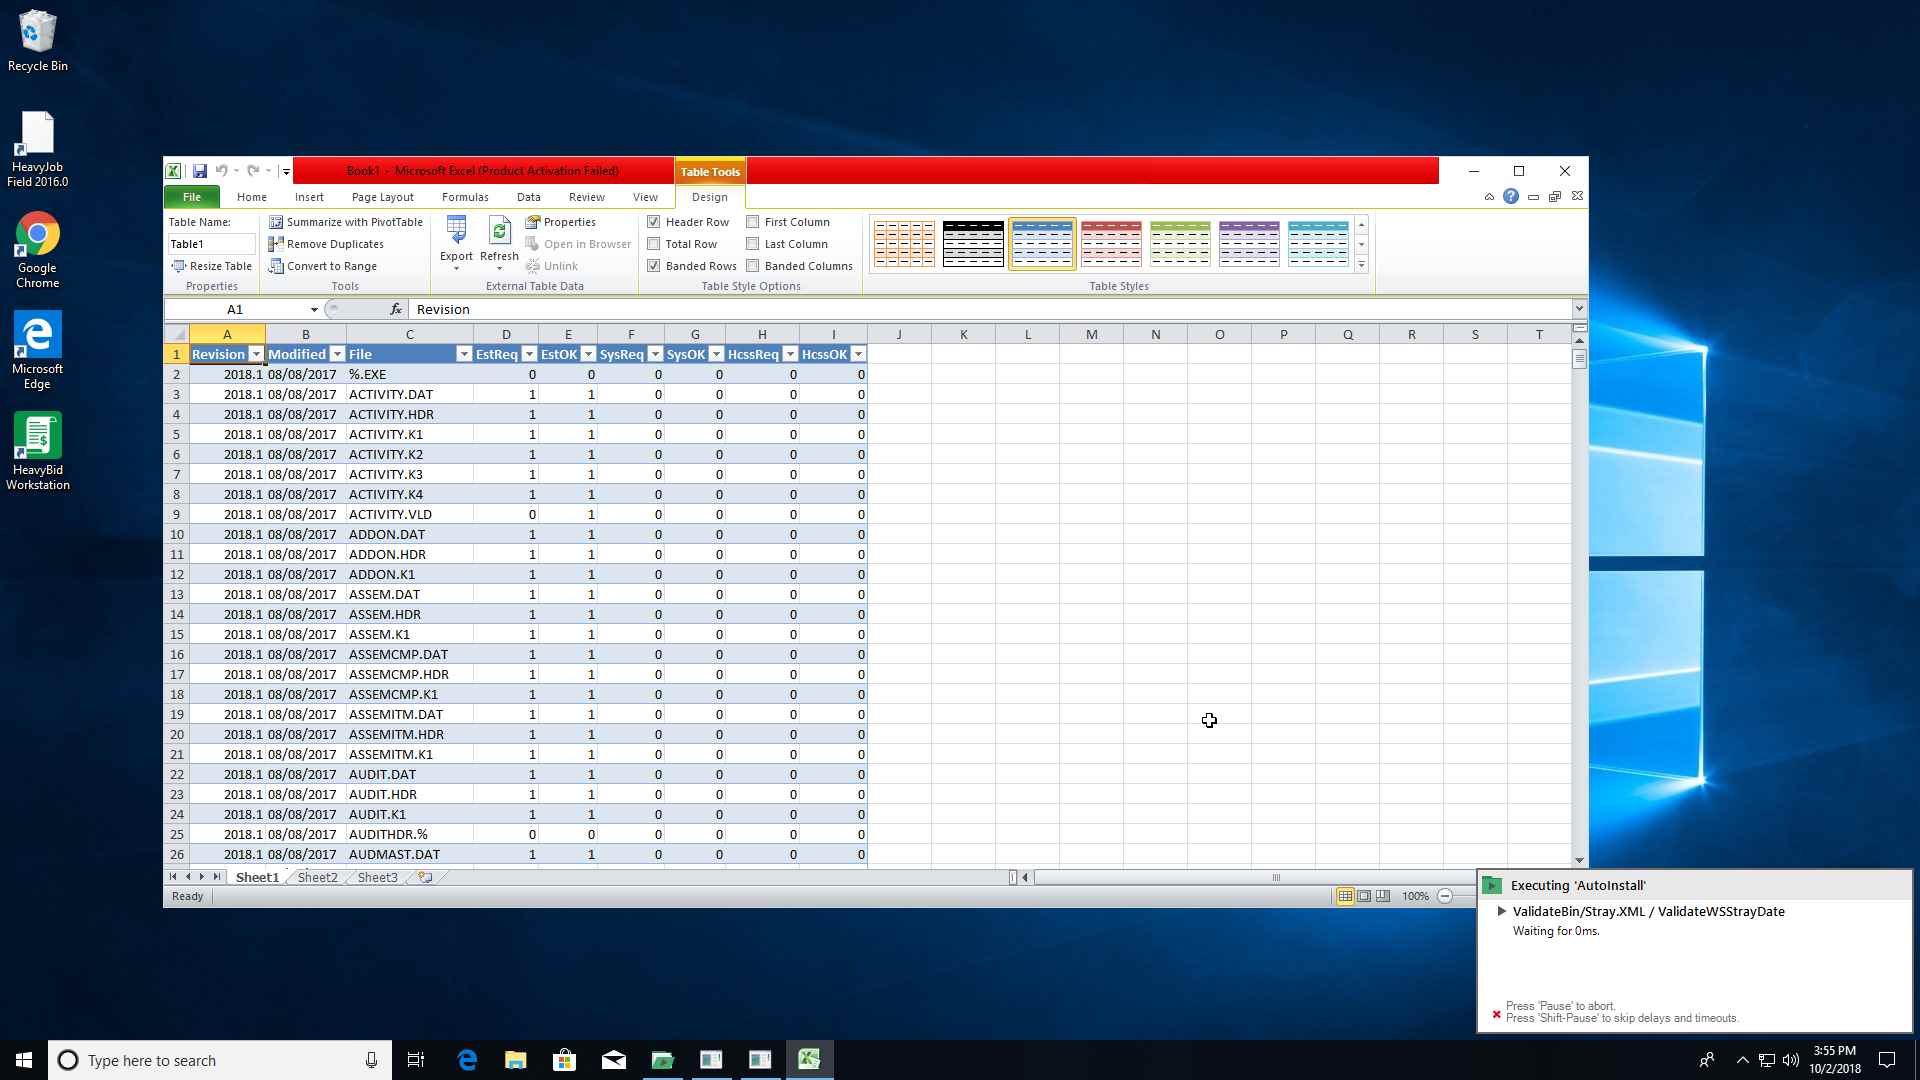 Recycle Bin
HeavyJob
Field 2016.0
Google
Chrome
Microsoft
Edge
HeavyBid
Workstation
Book1 - Microsoft Excel (Product Activation Failed)
Table Tools
File Home Insert Page Layout Formulas Data Review View Design
Table Name:
Table1
Resize Table
Properties
Summarize with PivotTable
Remove Duplicates
Convert to Range
Tools
Export
Refresh
Properties
Open in Browser
Unlink
External Table Data
Header Row
Total Row
Banded Rows
First Column
Last Column
Banded Columns
Table Style Options
Table Styles
A1 fx Revision
A B C D E F G H I J K L M N O P Q R S T
1 Revision Modified File EstReq EstOK SysReq SysOK HcssReq HcssOK
2 2018.1 08/08/2017 %.EXE 0 0 0 0 0 0
3 2018.1 08/08/2017 ACTIVITY.DAT 1 1 0 0 0 0
4 2018.1 08/08/2017 ACTIVITY.HDR 1 1 0 0 0 0
5 2018.1 08/08/2017 ACTIVITY.K1 1 1 0 0 0 0
6 2018.1 08/08/2017 ACTIVITY.K2 1 1 0 0 0 0
7 2018.1 08/08/2017 ACTIVITY.K3 1 1 0 0 0 0
8 2018.1 08/08/2017 ACTIVITY.K4 1 1 0 0 0 0
9 2018.1 08/08/2017 ACTIVITY.VLD 0 1 0 0 0 0
10 2018.1 08/08/2017 ADDON.DAT 1 1 0 0 0 0
11 2018.1 08/08/2017 ADDON.HDR 1 1 0 0 0 0
12 2018.1 08/08/2017 ADDON.K1 1 1 0 0 0 0
13 2018.1 08/08/2017 ASSEM.DAT 1 1 0 0 0 0
14 2018.1 08/08/2017 ASSEM.HDR 1 1 0 0 0 0
15 2018.1 08/08/2017 ASSEM.K1 1 1 0 0 0 0
16 2018.1 08/08/2017 ASSEMCMP.DAT 1 1 0 0 0 0
17 2018.1 08/08/2017 ASSEMCMP.HDR 1 1 0 0 0 0
18 2018.1 08/08/2017 ASSEMCMP.K1 1 1 0 0 0 0
19 2018.1 08/08/2017 ASSEMITM.DAT 1 1 0 0 0 0
20 2018.1 08/08/2017 ASSEMITM.HDR 1 1 0 0 0 0
21 2018.1 08/08/2017 ASSEMITM.K1 1 1 0 0 0 0
22 2018.1 08/08/2017 AUDIT.DAT 1 1 0 0 0 0
23 2018.1 08/08/2017 AUDIT.HDR 1 1 0 0 0 0
24 2018.1 08/08/2017 AUDIT.K1 1 1 0 0 0 0
25 2018.1 08/08/2017 AUDITHDR.% 0 0 0 0 0 0
26 2018.1 08/08/2017 AUDMAST.DAT 1 1 0 0 0 0
Sheet1 Sheet2 Sheet3
Ready
100%
Executing 'AutoInstall'
ValidateBin/Stray.XML / ValidateWSStrayDate
Waiting for 0ms.
Press 'Pause' to abort.
Press 'Shift-Pause' to skip delays and timeouts.
Type here to search
3:55 PM
10/2/2018